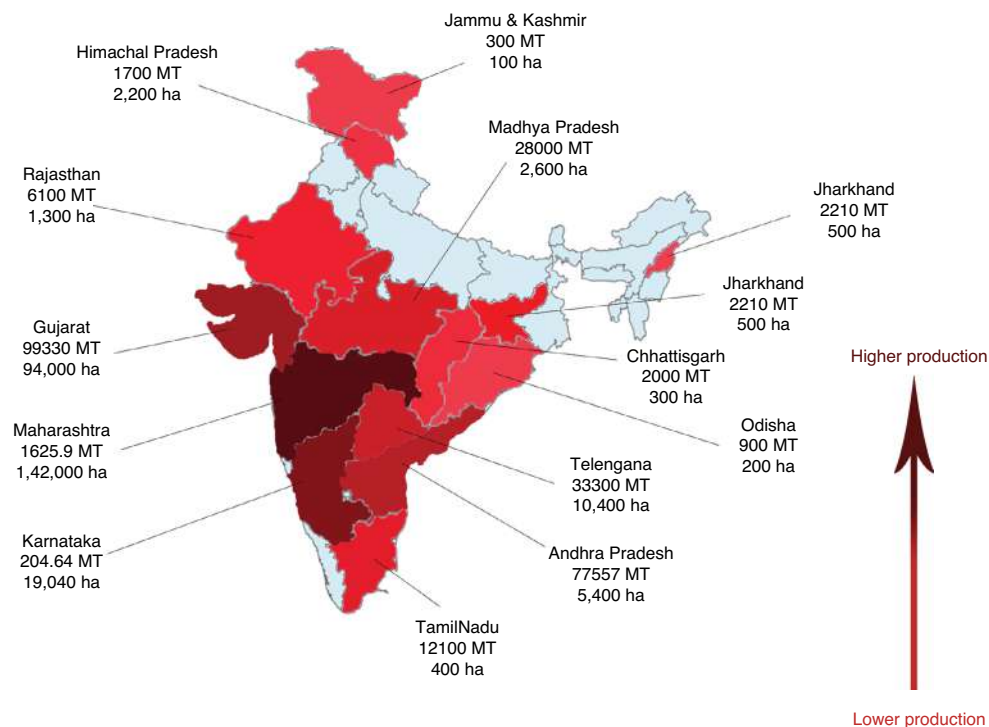 Jammu & Kashmir
300 MT
100 ha
Himachal Pradesh
1700 MT
2,200 ha
Madhya Pradesh
28000 MT
2,600 ha
Rajasthan
6100 MT
1,300 ha
Jharkhand
2210 MT
500 ha
Jharkhand
2210 MT
500 ha
Gujarat
99330 MT
94,000 ha
Chhattisgarh
2000 MT
300 ha
Higher production
Maharashtra
1625.9 MT
1,42,000 ha
Odisha
900 MT
200 ha
Telengana
33300 MT
10,400 ha
Karnataka
204.64 MT
19,040 ha
Andhra Pradesh
77557 MT
5,400 ha
TamilNadu
12100 MT
400 ha
Lower production